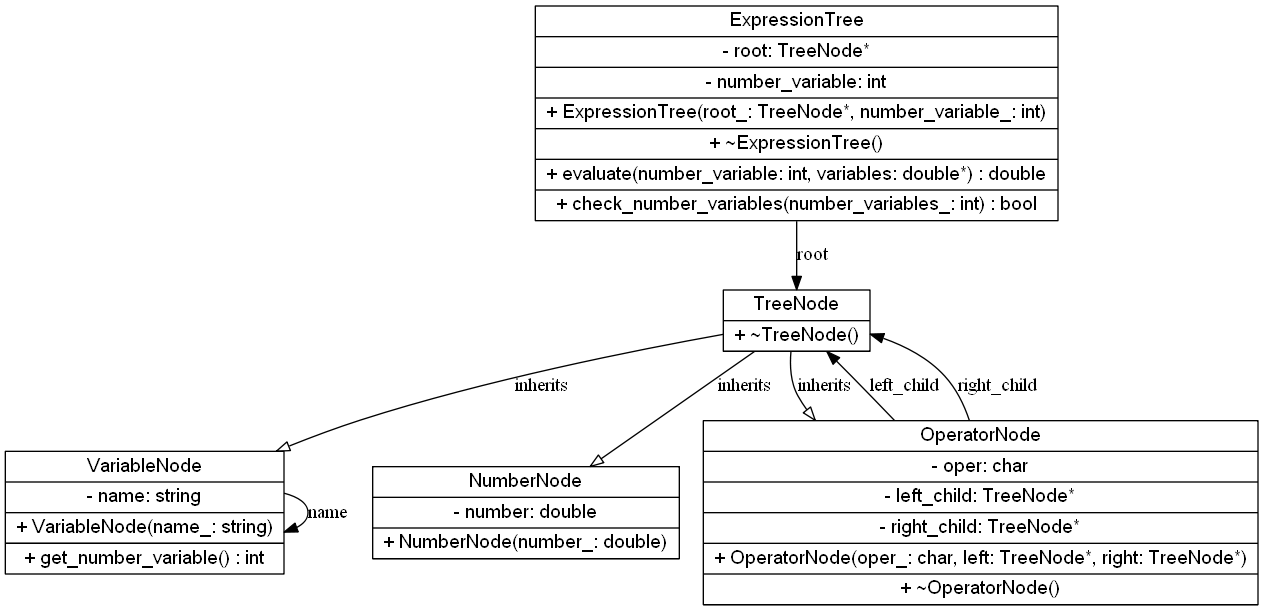 ExpressionTree
- root: TreeNode*
- number_variable: int
+ ExpressionTree(root_: TreeNode*, number_variable_: int)
+ ~ExpressionTree()
+ evaluate(number_variable: int, variables: double*) : double
+ check_number_variables(number_variables_: int) : bool
root
TreeNode
+ ~TreeNode()
inherits
inherits
inherits
left_child
right_child
VariableNode
- name: string
+ VariableNode(name_: string)
+ get_number_variable() : int
name
NumberNode
- number: double
+ NumberNode(number_: double)
OperatorNode
- oper: char
- left_child: TreeNode*
- right_child: TreeNode*
+ OperatorNode(oper_: char, left: TreeNode*, right: TreeNode*)
+ ~OperatorNode()